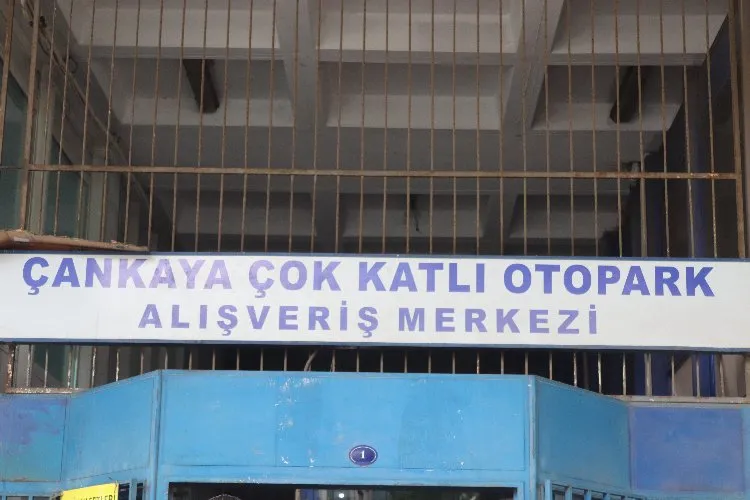 ÇANKAYA ÇOK KATLI OTOPARK
ALIŞVERİŞ MERKEZİ
1